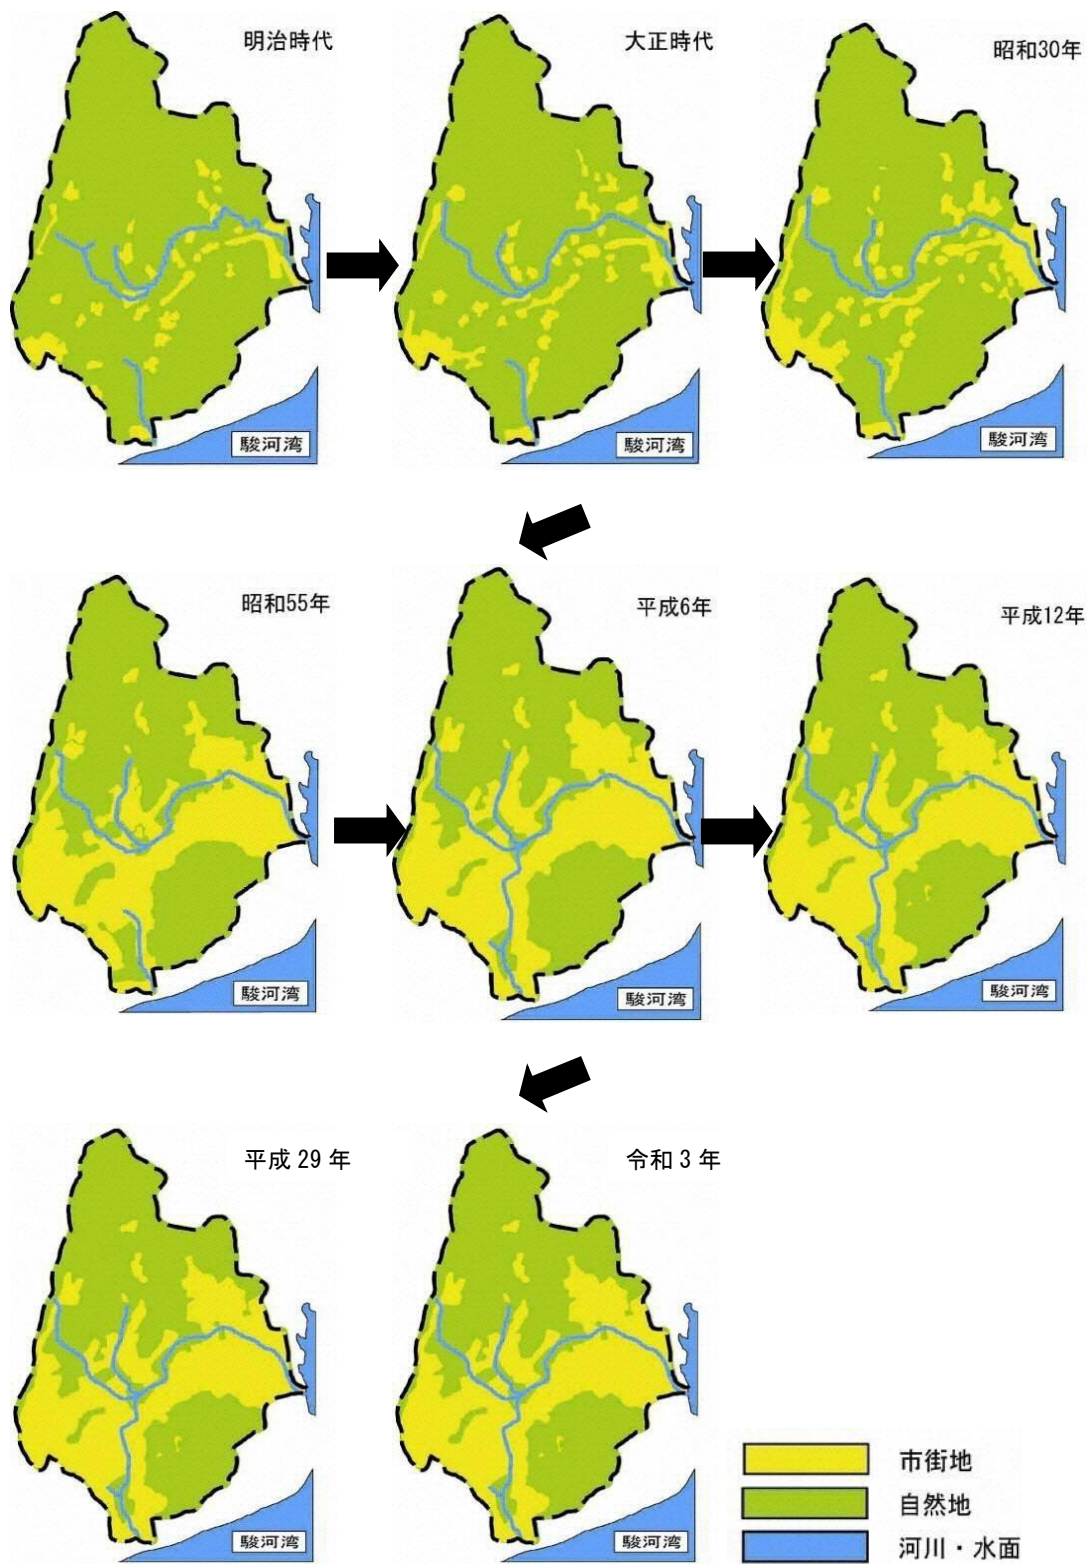 明治時代
大正時代
昭和30年
駿河湾
駿河湾
駿河湾
昭和55年
平成6年
平成12年
駿河湾
駿河湾
駿河湾
平成 29 年
令和 3 年
駿河湾
駿河湾
市街地
自然地
河川・水面